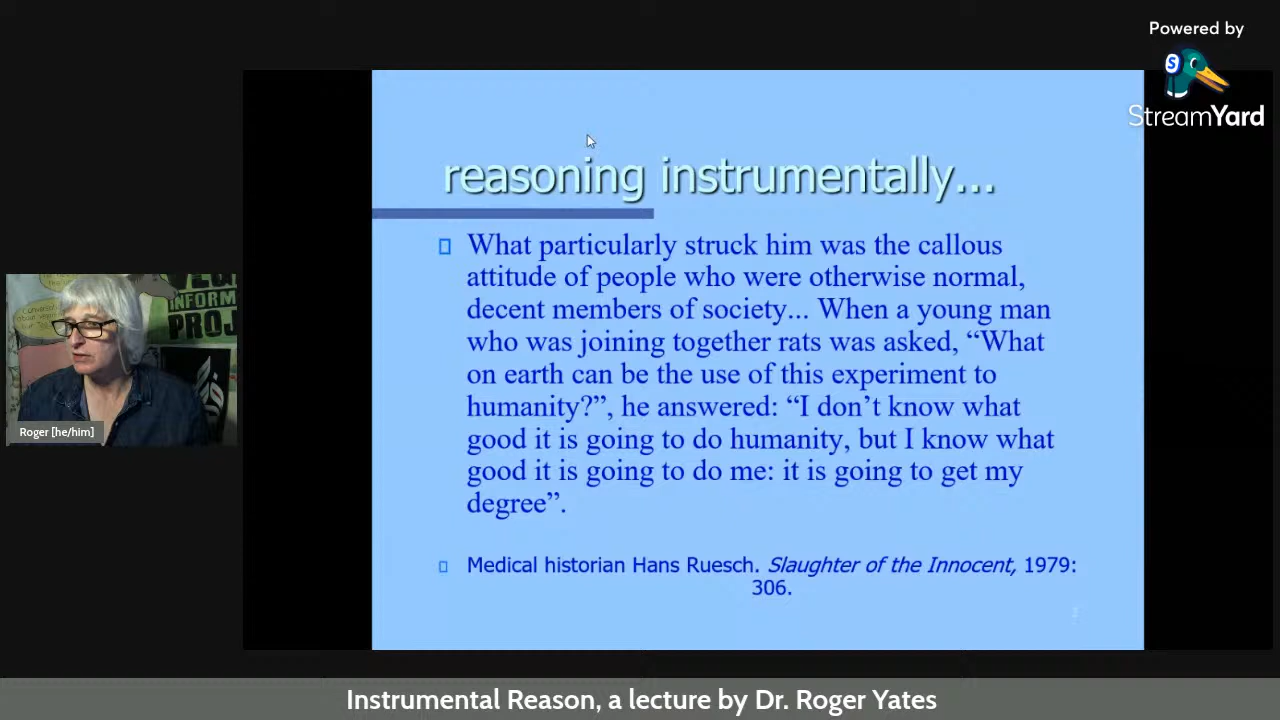 Powered by
S
StreamYard
reasoning instrumentally...
What particularly struck him was the callous
attitude of people who were otherwise normal,
decent members of society... When a young man
who was joining together rats was asked, “What
on earth can be the use of this experiment to
humanity?”, he answered: “I don’t know what
good it is going to do humanity, but I know what
good it is going to do me: it is going to get my
degree”.
Medical historian Hans Ruesch. Slaughter of the Innocent, 1979:
306.
INFORM
PROJ
Roger [he/him]
Instrumental Reason, a lecture by Dr. Roger Yates